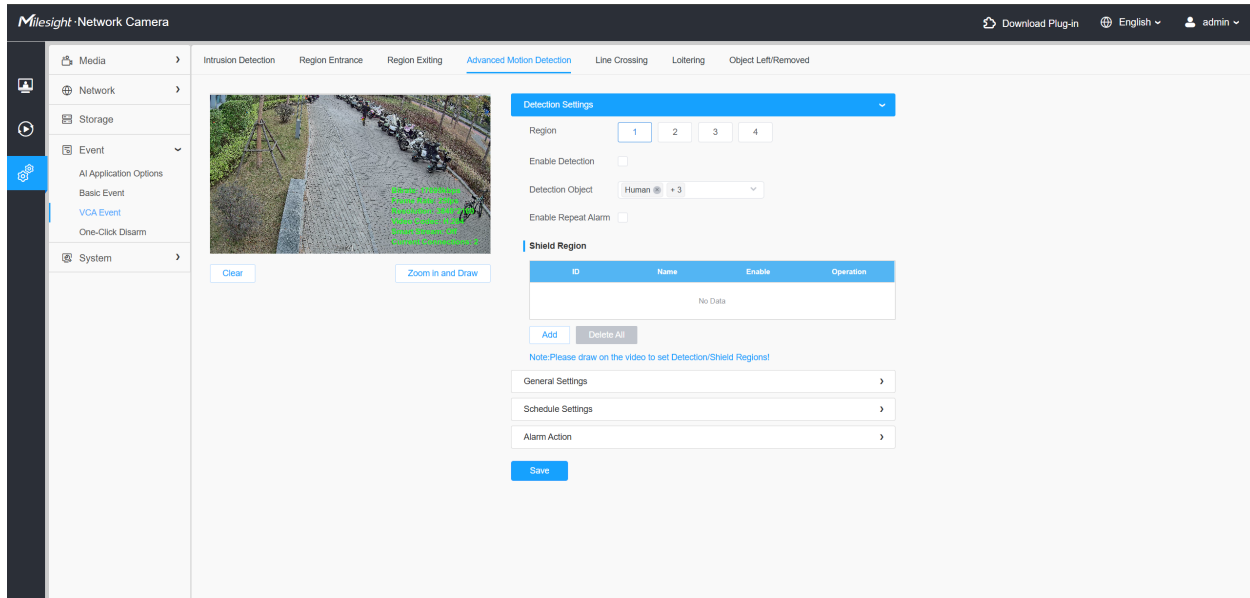 Milesight ·Network Camera
Download Plug-in
English
admin
Media
Network
Storage
Event
AI Application Options
Basic Event
VCA Event
One-Click Disarm
System
Intrusion Detection
Region Entrance
Region Exiting
Advanced Motion Detection
Line Crossing
Loitering
Object Left/Removed
Clear
Zoom in and Draw
Detection Settings
Region
1
2
3
4
Enable Detection
Detection Object
Human
+ 3
Enable Repeat Alarm
Shield Region
ID
Name
Enable
Operation
No Data
Add
Delete All
Note:Please draw on the video to set Detection/Shield Regions!
General Settings
Schedule Settings
Alarm Action
Save